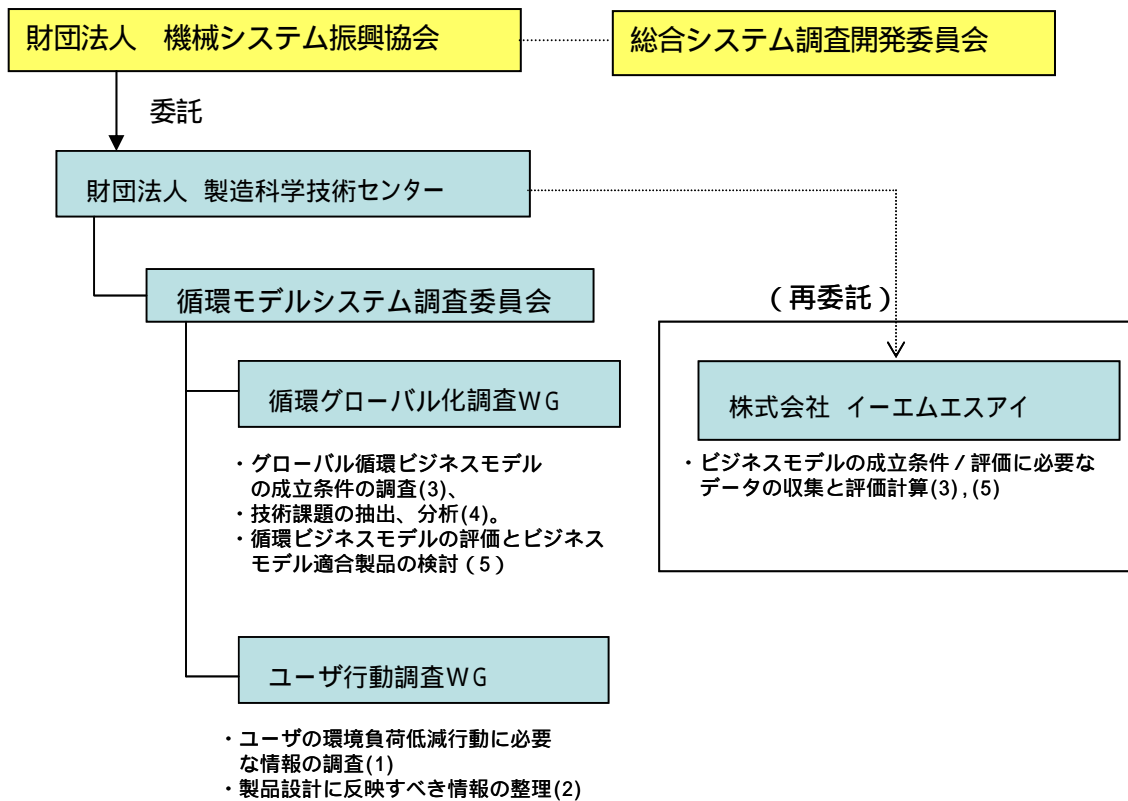 財団法人　機械システム振興協会
総合システム調査開発委員会
委託
財団法人 製造科学技術センター
循環モデルシステム調査委員会
（再委託）
循環グローバル化調査WG
株式会社 イーエムエスアイ
・グローバル循環ビジネスモデル
の成立条件の調査(3)、
・技術課題の抽出、分析(4)。
・循環ビジネスモデルの評価とビジネス
モデル適合製品の検討（5）
・ビジネスモデルの成立条件/評価に必要な
データの収集と評価計算(3),(5)
ユーザ行動調査WG
・ユーザの環境負荷低減行動に必要
な情報の調査(1)
・製品設計に反映すべき情報の整理(2)